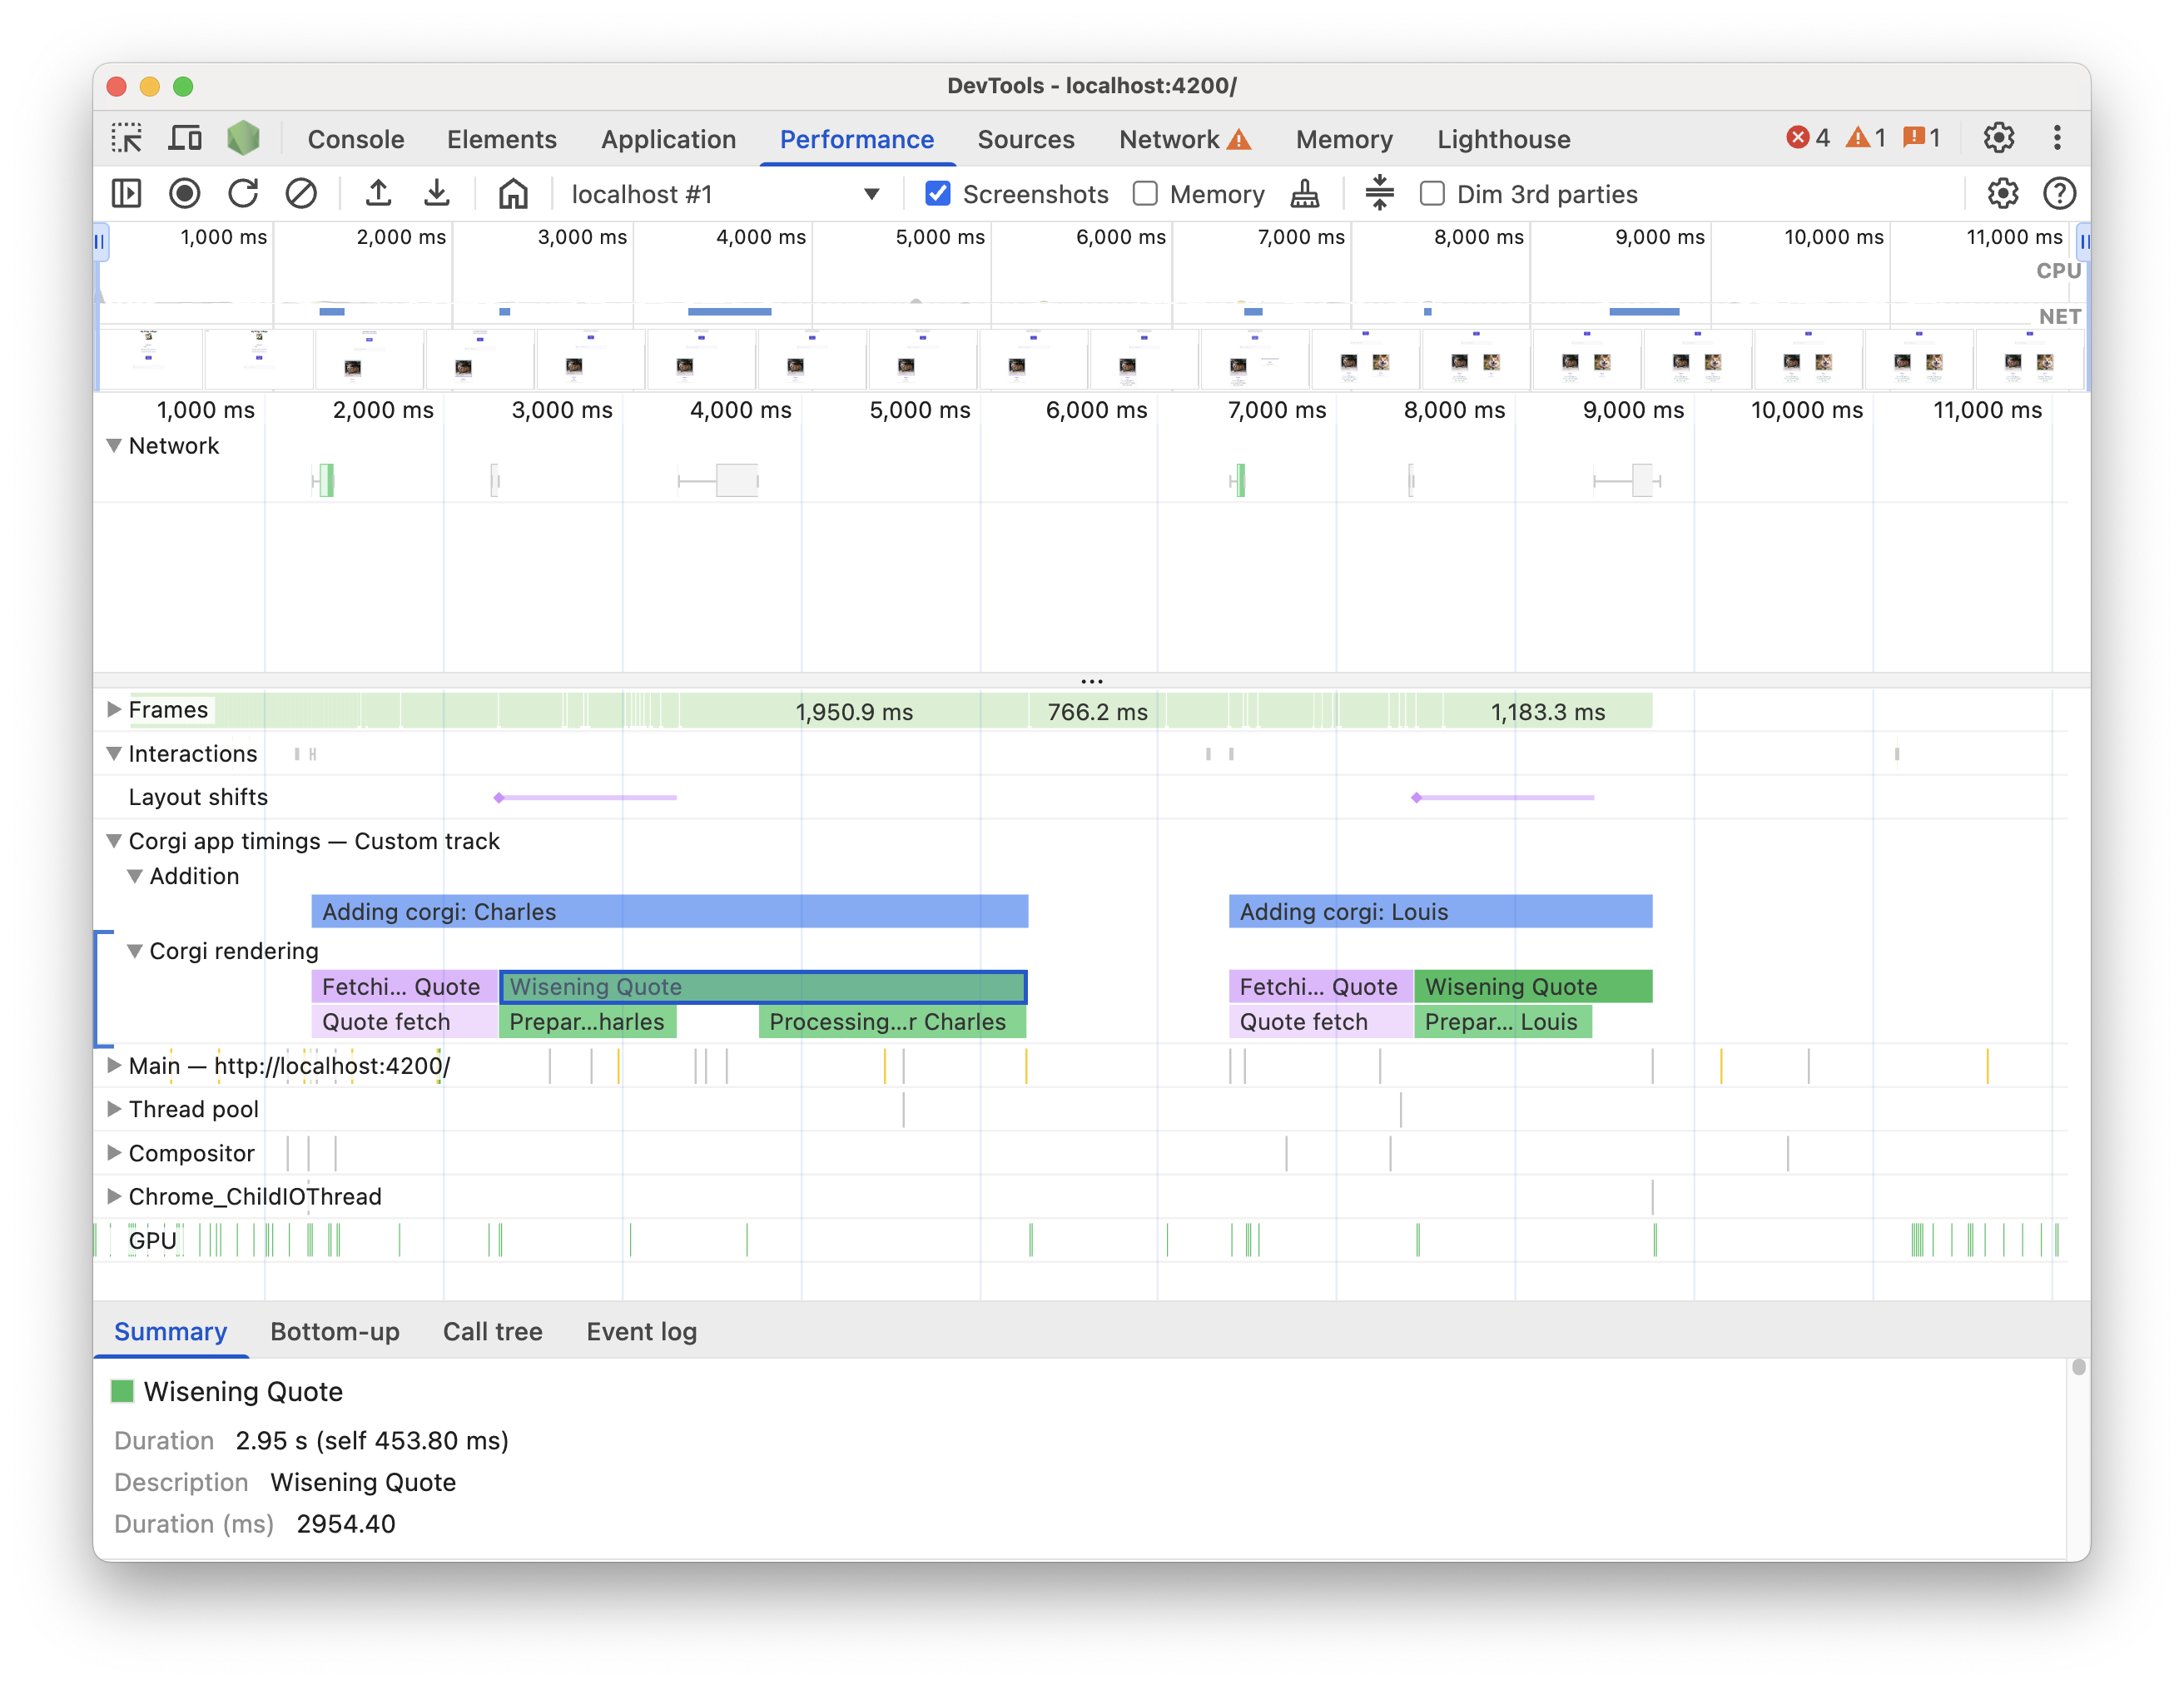 DevTools - localhost:4200/
Console Elements Application Performance Sources Network Memory Lighthouse 4 1 1
localhost #1 Screenshots Memory Dim 3rd parties
1,000 ms 2,000 ms 3,000 ms 4,000 ms 5,000 ms 6,000 ms 7,000 ms 8,000 ms 9,000 ms 10,000 ms 11,000 ms
CPU
NET
1,000 ms 2,000 ms 3,000 ms 4,000 ms 5,000 ms 6,000 ms 7,000 ms 8,000 ms 9,000 ms 10,000 ms 11,000 ms
Network
...
Frames 1,950.9 ms 766.2 ms 1,183.3 ms
Interactions
Layout shifts
Corgi app timings — Custom track
Addition
Adding corgi: Charles Adding corgi: Louis
Corgi rendering
Fetchi... Quote Wisening Quote Fetchi... Quote Wisening Quote
Quote fetch Prepar...harles Processing...r Charles Quote fetch Prepar... Louis
Main — http://localhost:4200/
Thread pool
Compositor
Chrome_ChildIOThread
GPU
Summary Bottom-up Call tree Event log
Wisening Quote
Duration 2.95 s (self 453.80 ms)
Description Wisening Quote
Duration (ms) 2954.40